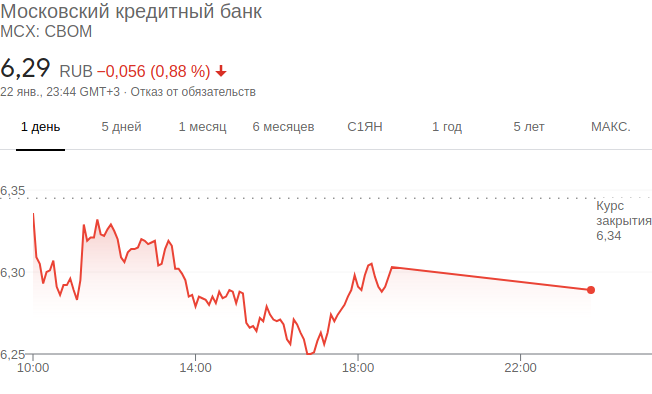 Московский кредитный банк
MCX: CBOM
6,29 RUB −0,056 (0,88 %)
22 янв., 23:44 GMT+3 · Отказ от обязательств
1 день 5 дней 1 месяц 6 месяцев С1ЯН 1 год 5 лет МАКС.
6,35
Курс
закрытия
6,34
6,30
6,25
10:00 14:00 18:00 22:00